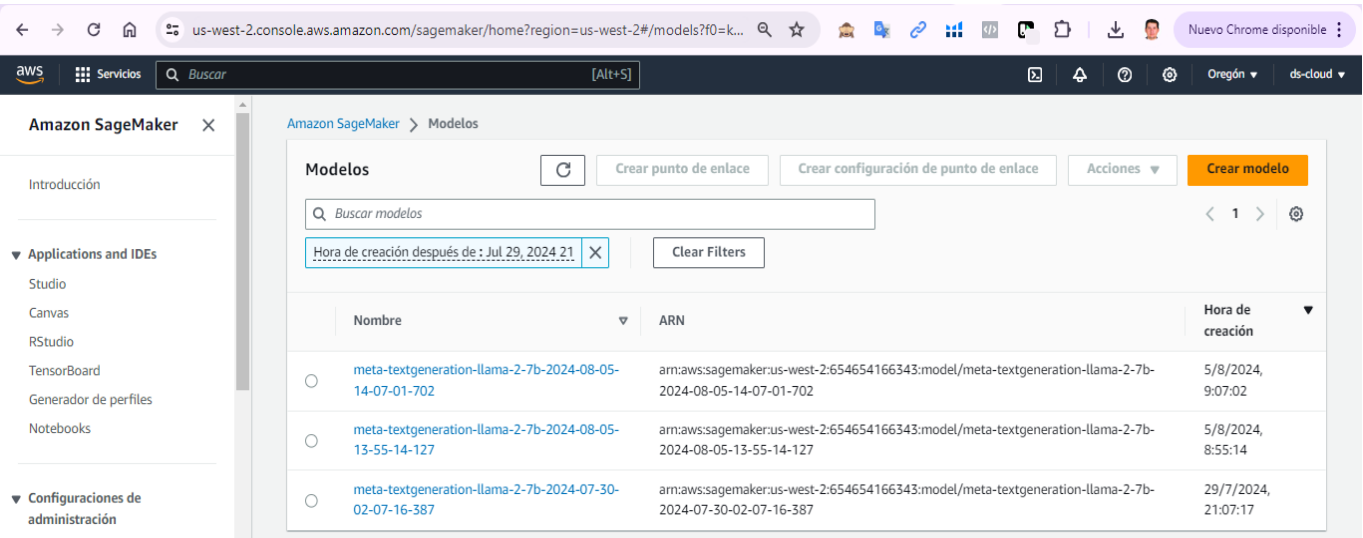 us-west-2.console.aws.amazon.com/sagemaker/home?region=us-west-2#/models?f0=k...
Nuevo Chrome disponible
aws
Servicios
Buscar
[Alt+S]
Oregón
ds-cloud
Amazon SageMaker
Introducción
Applications and IDEs
Studio
Canvas
RStudio
TensorBoard
Generador de perfiles
Notebooks
Configuraciones de
administración
Amazon SageMaker > Modelos
Modelos
Crear punto de enlace
Crear configuración de punto de enlace
Acciones
Crear modelo
Buscar modelos
1
Hora de creación después de : Jul 29, 2024 21
Clear Filters
Nombre
ARN
Hora de
creación
meta-textgeneration-llama-2-7b-2024-08-05-
14-07-01-702
arn:aws:sagemaker:us-west-2:654654166343:model/meta-textgeneration-llama-2-7b-
2024-08-05-14-07-01-702
5/8/2024,
9:07:02
meta-textgeneration-llama-2-7b-2024-08-05-
13-55-14-127
arn:aws:sagemaker:us-west-2:654654166343:model/meta-textgeneration-llama-2-7b-
2024-08-05-13-55-14-127
5/8/2024,
8:55:14
meta-textgeneration-llama-2-7b-2024-07-30-
02-07-16-387
arn:aws:sagemaker:us-west-2:654654166343:model/meta-textgeneration-llama-2-7b-
2024-07-30-02-07-16-387
29/7/2024,
21:07:17